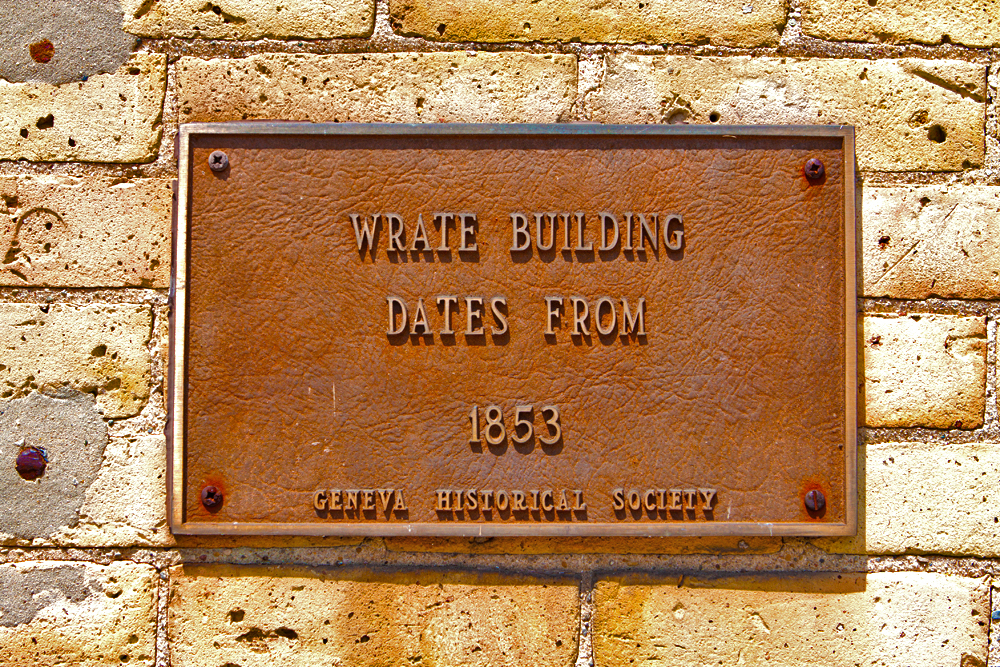 WRATE BUILDING
DATES FROM
1853
GENEVA HISTORICAL SOCIETY